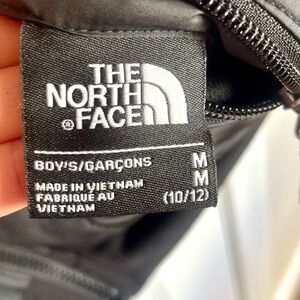 THE
NORTH
®FACE
BOY'S/GARÇONS M
MADE IN VIETNAM M
FABRIQUÉ AU (10/12)
VIETNAM